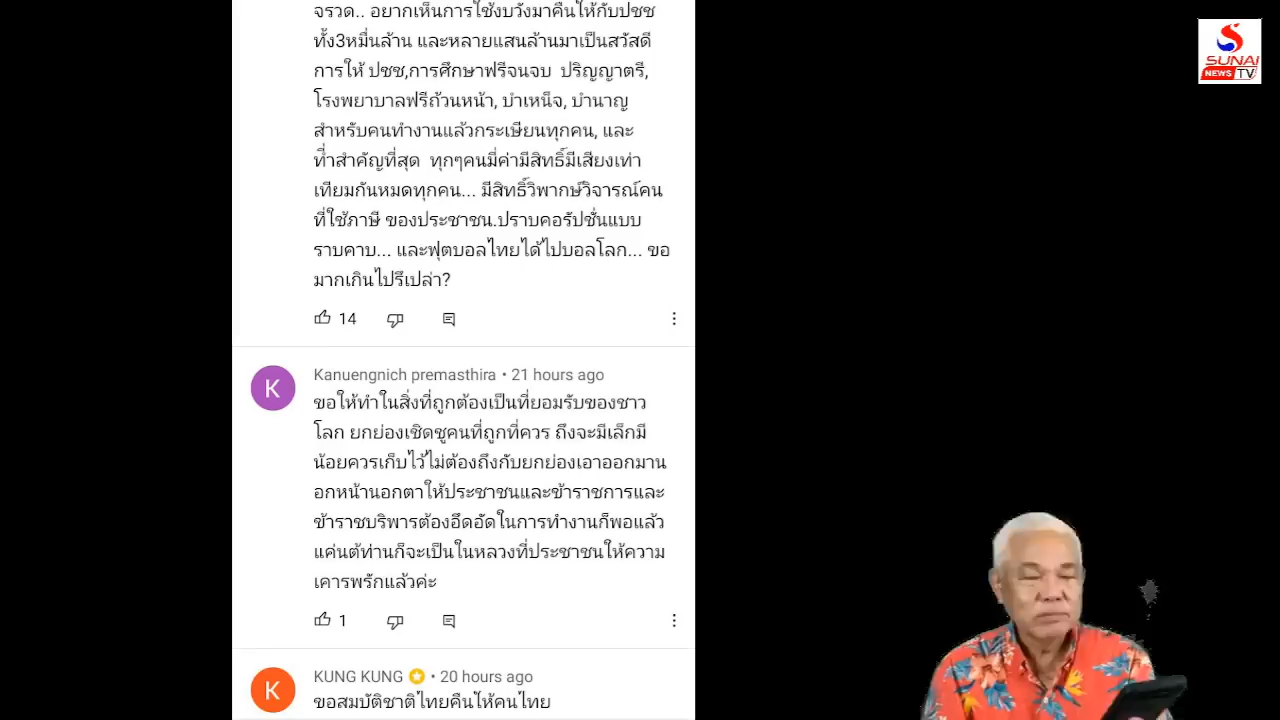 จรวด.. อยากเห็นการใช้งบวังมาคืนให้กับปชช
ทั้ง3หมื่นล้าน และหลายแสนล้านมาเป็นสวัสดี
การให้ ปชช,การศึกษาฟรีจนจบ ปริญญาตรี,
โรงพยาบาลฟรีถ้วนหน้า, บำเหน็จ, บำนาญ
สำหรับคนทำงานแล้วกระเษียนทุกคน, และ
ที่าสำคัญที่สุด ทุกๆคนมี่ค่ามีสิทธิ์มีเสียงเท่า
เทียมกันหมดทุกคน... มีสิทธิ์วิพากษ์วิจารณ์คน
ที่ใช้ภาษี ของประชาชน.ปราบคอรัปชั่นแบบ
ราบคาบ... และฟุตบอลไทยได้ไปบอลโลก... ขอ
มากเกินไปรึเปล่า?
14
Kanuengnich premasthira • 21 hours ago
ขอให้ทำในสิ่งที่ถูกต้องเป็นที่ยอมรับของชาว
โลก ยกย่องเชิดชูคนที่ถูกที่ควร ถึงจะมีเล็กมี
น้อยควรเก็บไว้ไม่ต้องถึงกับยกย่องเอาออกมาน
อกหน้านอกตาให้ประชาชนและข้าราชการและ
ข้าราชบริพารต้องอึดอัดในการทำงานก็พอแล้ว
แค่นต้ท่านก็จะเป็นในหลวงที่ประชาชนให้ความ
เคารพรักแล้วค่ะ
1
KUNG KUNG • 20 hours ago
ขอสมบัติชาติไทยคืนให้คนไทย
K
K
SUNAI
NEWS TV